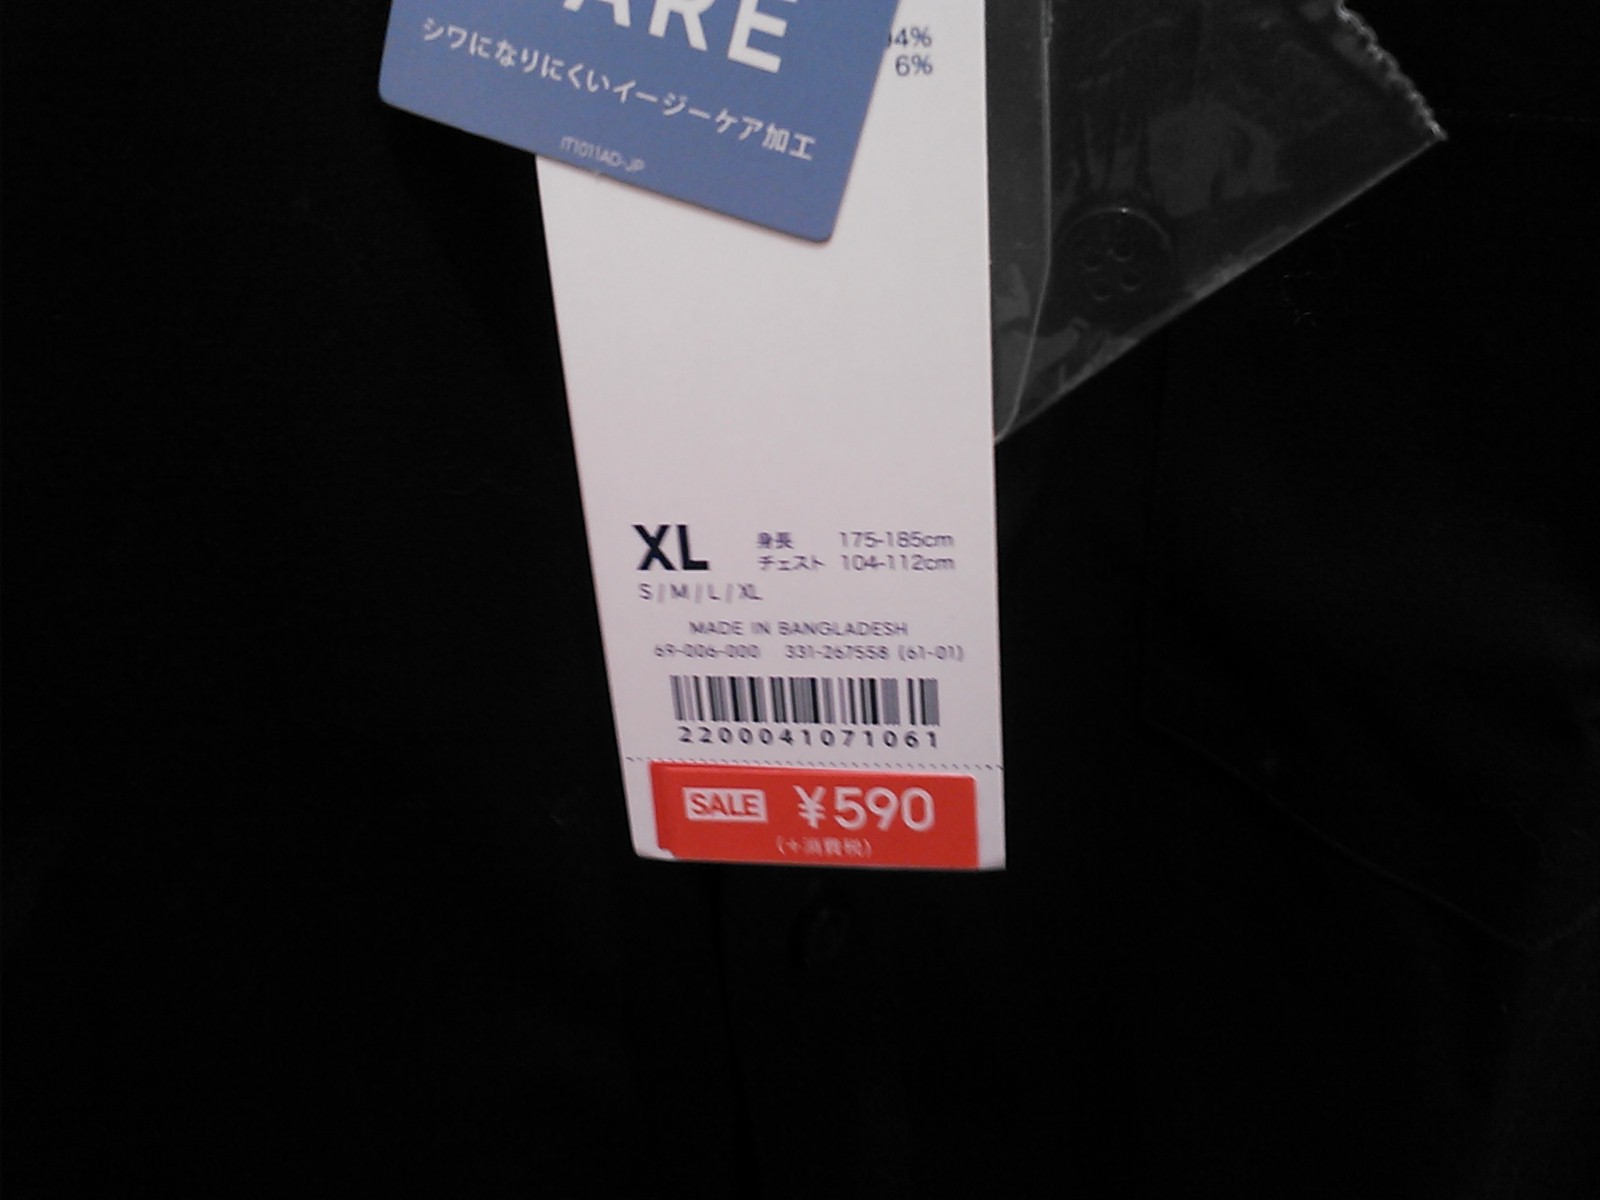 ARE
シワになりにくいイージーケア加工
IT1011AD-JP
4%
6%
XL
身長 175-185cm
チェスト 104-112cm
S / M / L / XL
MADE IN BANGLADESH
69-006-000 331-267558 (61-01)
2200041071061
SALE ¥590
(+消費税)